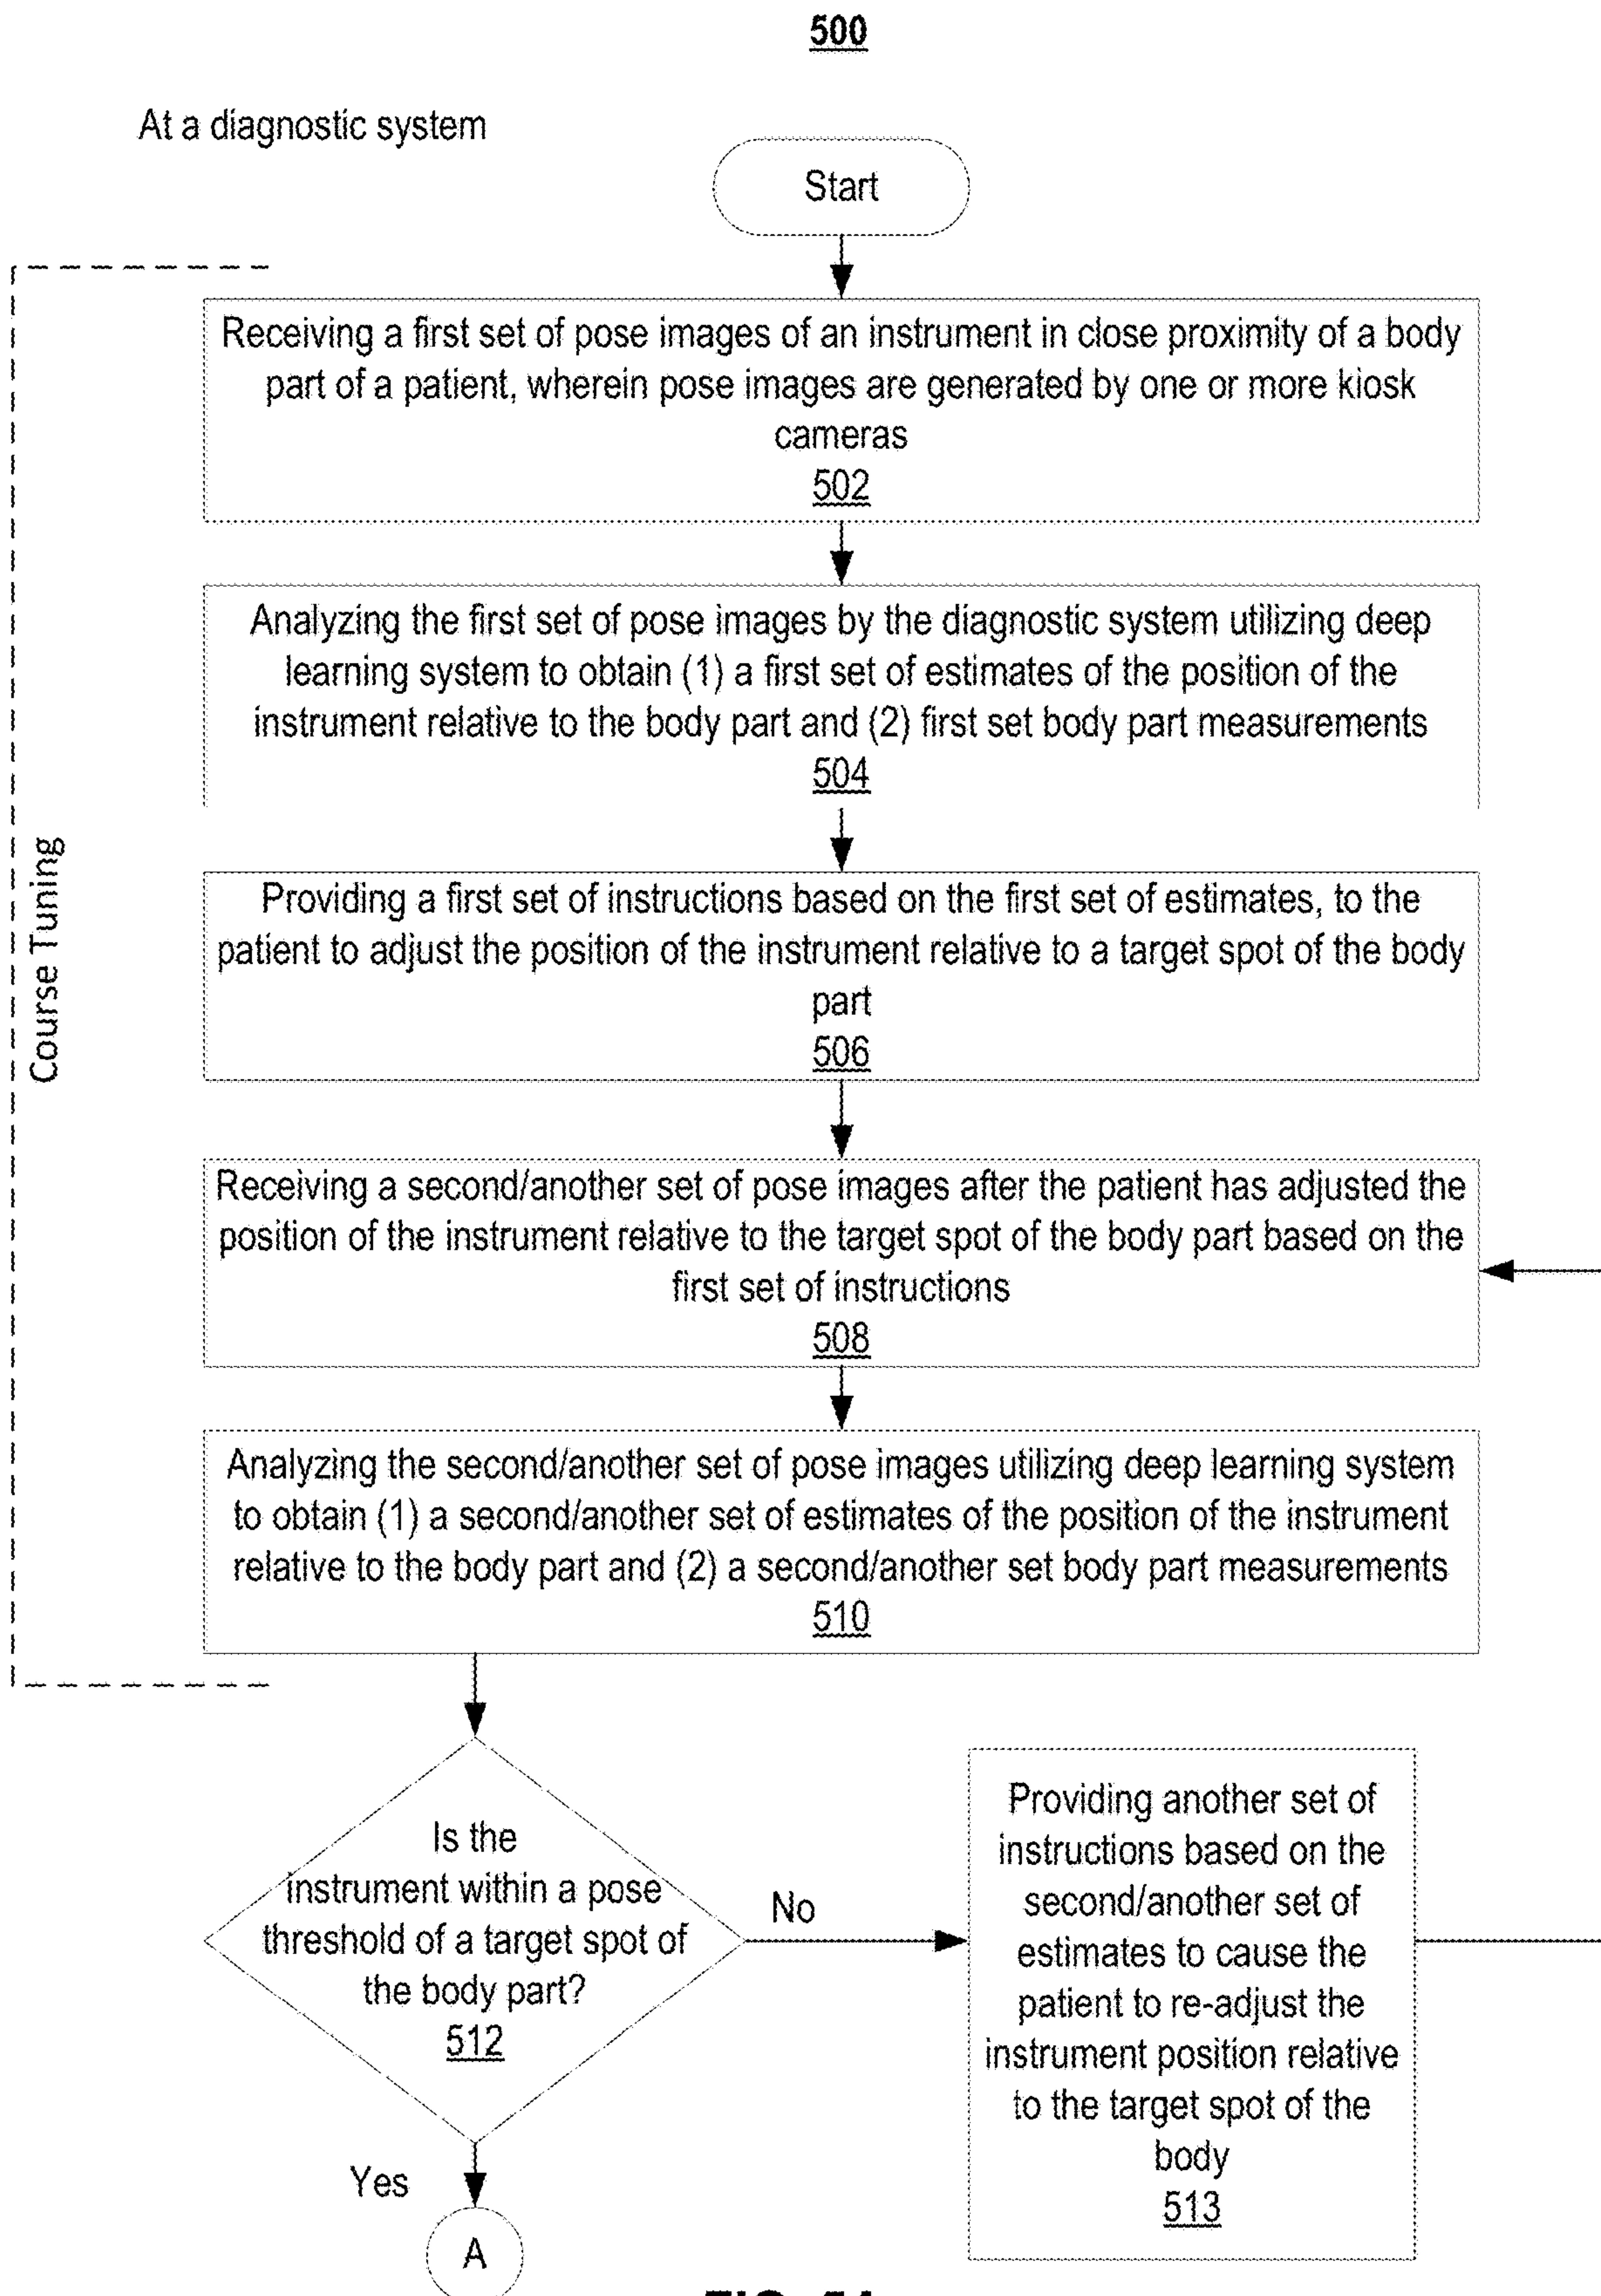 500
At a diagnostic system
Start
Receiving a first set of pose images of an instrument in close proximity of a body
part of a patient, wherein pose images are generated by one or more kiosk
cameras
502
Analyzing the first set of pose images by the diagnostic system utilizing deep
learning system to obtain (1) a first set of estimates of the position of the
instrument relative to the body part and (2) first set body part measurements
504
Course Tuning
Providing a first set of instructions based on the first set of estimates, to the
patient to adjust the position of the instrument relative to a target spot of the body
part
506
Receiving a second/another set of pose images after the patient has adjusted the
position of the instrument relative to the target spot of the body part based on the
first set of instructions
508
Analyzing the second/another set of pose images utilizing deep learning system
to obtain (1) a second/another set of estimates of the position of the instrument
relative to the body part and (2) a second/another set body part measurements
510
Is the
instrument within a pose
threshold of a target spot of
the body part?
512
No
Providing another set of
instructions based on the
second/another set of
estimates to cause the
patient to re-adjust the
instrument position relative
to the target spot of the
body
513
Yes
A